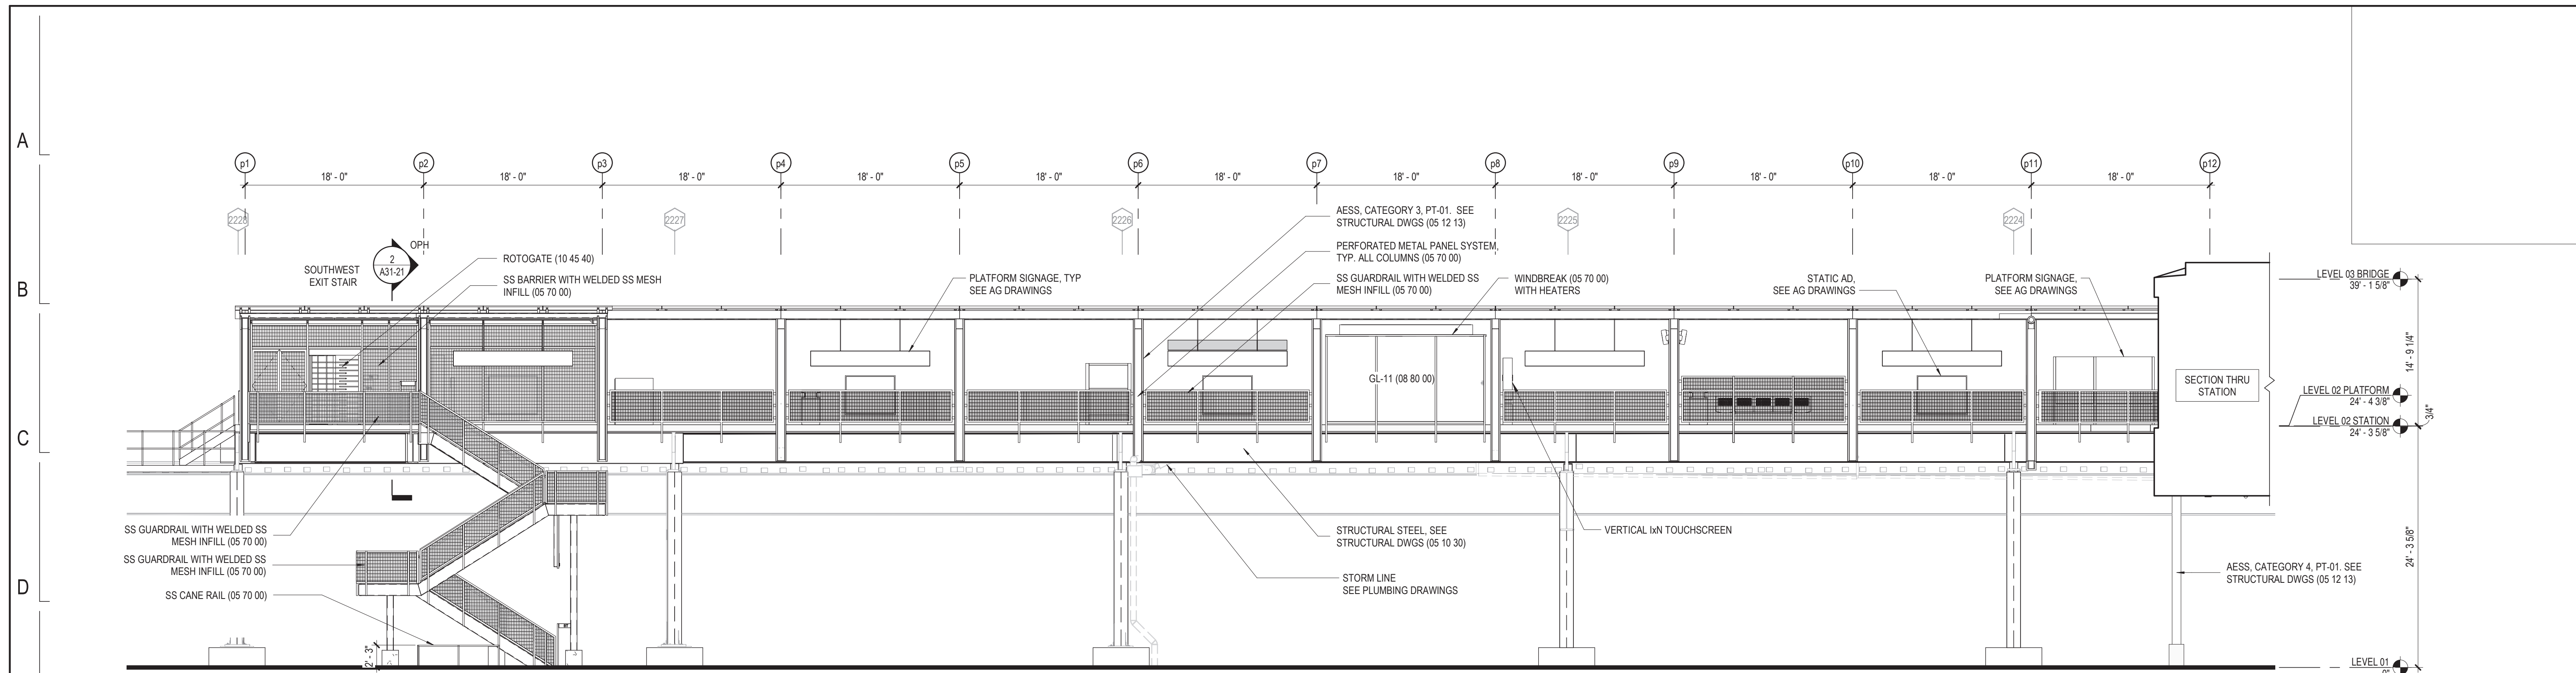 A
B
C
D
p1
p2
p3
p4
p5
p6
p7
p8
p9
p10
p11
p12
18' - 0"
18' - 0"
18' - 0"
18' - 0"
18' - 0"
18' - 0"
18' - 0"
18' - 0"
18' - 0"
18' - 0"
18' - 0"
2228
2227
2226
2225
2224
SOUTHWEST
EXIT STAIR
2
A31-21
OPH
ROTOGATE (10 45 40)
SS BARRIER WITH WELDED SS MESH
INFILL (05 70 00)
PLATFORM SIGNAGE, TYP
SEE AG DRAWINGS
AESS, CATEGORY 3, PT-01. SEE
STRUCTURAL DWGS (05 12 13)
PERFORATED METAL PANEL SYSTEM,
TYP. ALL COLUMNS (05 70 00)
SS GUARDRAIL WITH WELDED SS
MESH INFILL (05 70 00)
WINDBREAK (05 70 00)
WITH HEATERS
STATIC AD,
SEE AG DRAWINGS
PLATFORM SIGNAGE,
SEE AG DRAWINGS
GL-11 (08 80 00)
SECTION THRU
STATION
LEVEL 03 BRIDGE
39' - 1 5/8"
14' - 9 1/4"
LEVEL 02 PLATFORM
24' - 4 3/8"
3/4"
LEVEL 02 STATION
24' - 3 5/8"
24' - 3 5/8"
SS GUARDRAIL WITH WELDED SS
MESH INFILL (05 70 00)
SS GUARDRAIL WITH WELDED SS
MESH INFILL (05 70 00)
SS CANE RAIL (05 70 00)
2' - 3"
STRUCTURAL STEEL, SEE
STRUCTURAL DWGS (05 10 30)
STORM LINE
SEE PLUMBING DRAWINGS
VERTICAL IxN TOUCHSCREEN
AESS, CATEGORY 4, PT-01. SEE
STRUCTURAL DWGS (05 12 13)
LEVEL 01